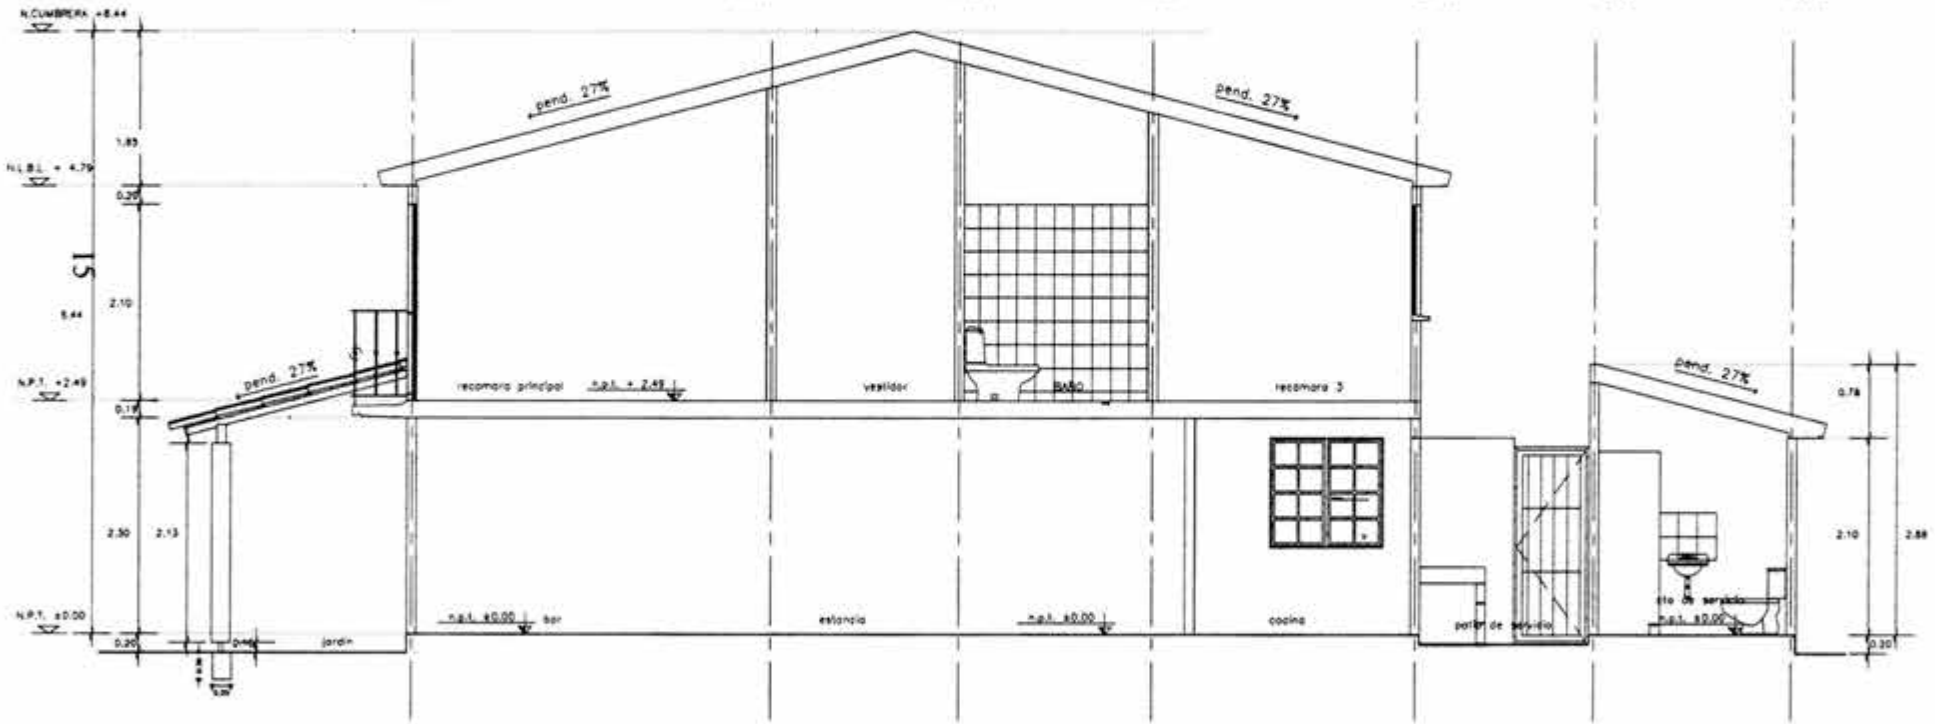 N.CUMBRERA +6.44
pend. 27%
pend. 27%
1.85
N.L.B.L. + 4.79
0.20
15
2.10
6.44
pend. 27%
pend. 27%
N.P.T. +2.49
recamara principal
n.p.t. + 2.49
vestidor
BAÑO
recamara 3
0.78
0.19
2.30
2.13
2.10
2.88
N.P.T. ±0.00
n.p.t. ±0.00
bar
estancia
n.p.t. ±0.00
cocina
patio de servicio
cto de servicio
n.p.t. ±0.00
0.20
jardin
0.20